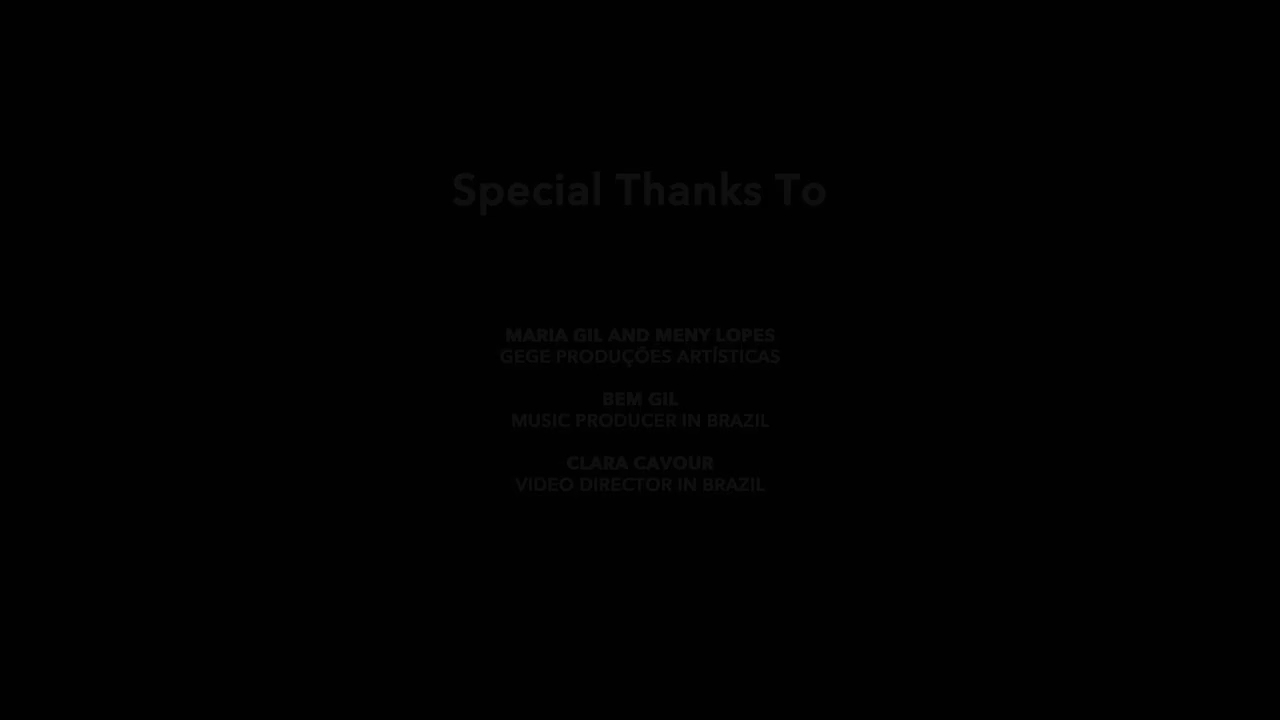 Special Thanks To
MARIA GIL AND MENY LOPES
GEGE PRODUÇÕES ARTÍSTICAS
BEM GIL
MUSIC PRODUCER IN BRAZIL
CLARA CAVOUR
VIDEO DIRECTOR IN BRAZIL